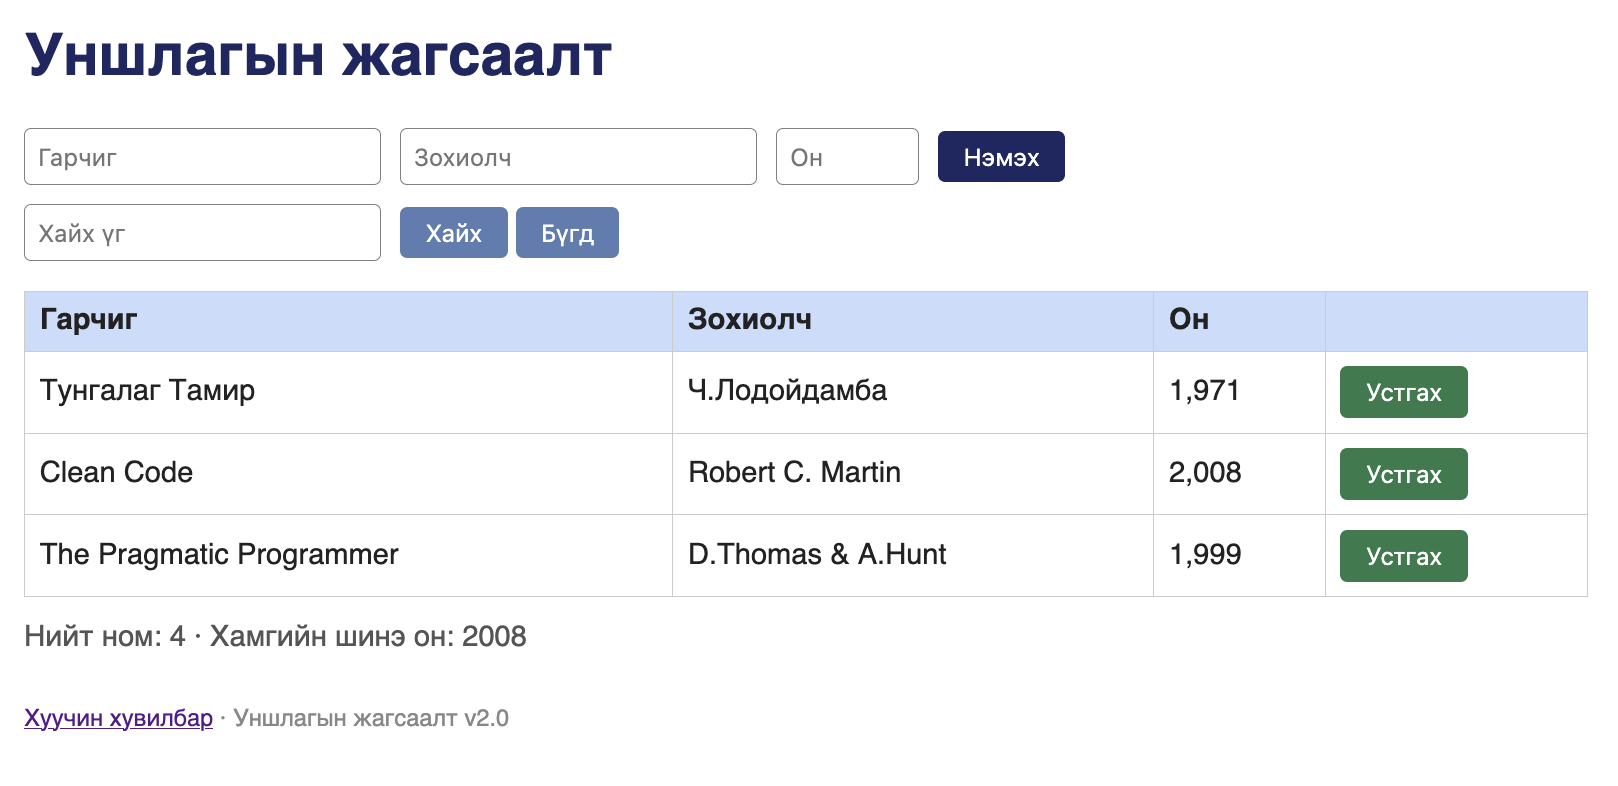 Уншлагын жагсаалт
Гарчиг Зохиолч Он Нэмэх
Хайх үг Хайх Бүгд
Гарчиг Зохиолч Он
Тунгалаг Тамир Ч.Лодойдамба 1,971 Устгах
Clean Code Robert C. Martin 2,008 Устгах
The Pragmatic Programmer D.Thomas & A.Hunt 1,999 Устгах
Нийт ном: 4 · Хамгийн шинэ он: 2008
Хуучин хувилбар · Уншлагын жагсаалт v2.0